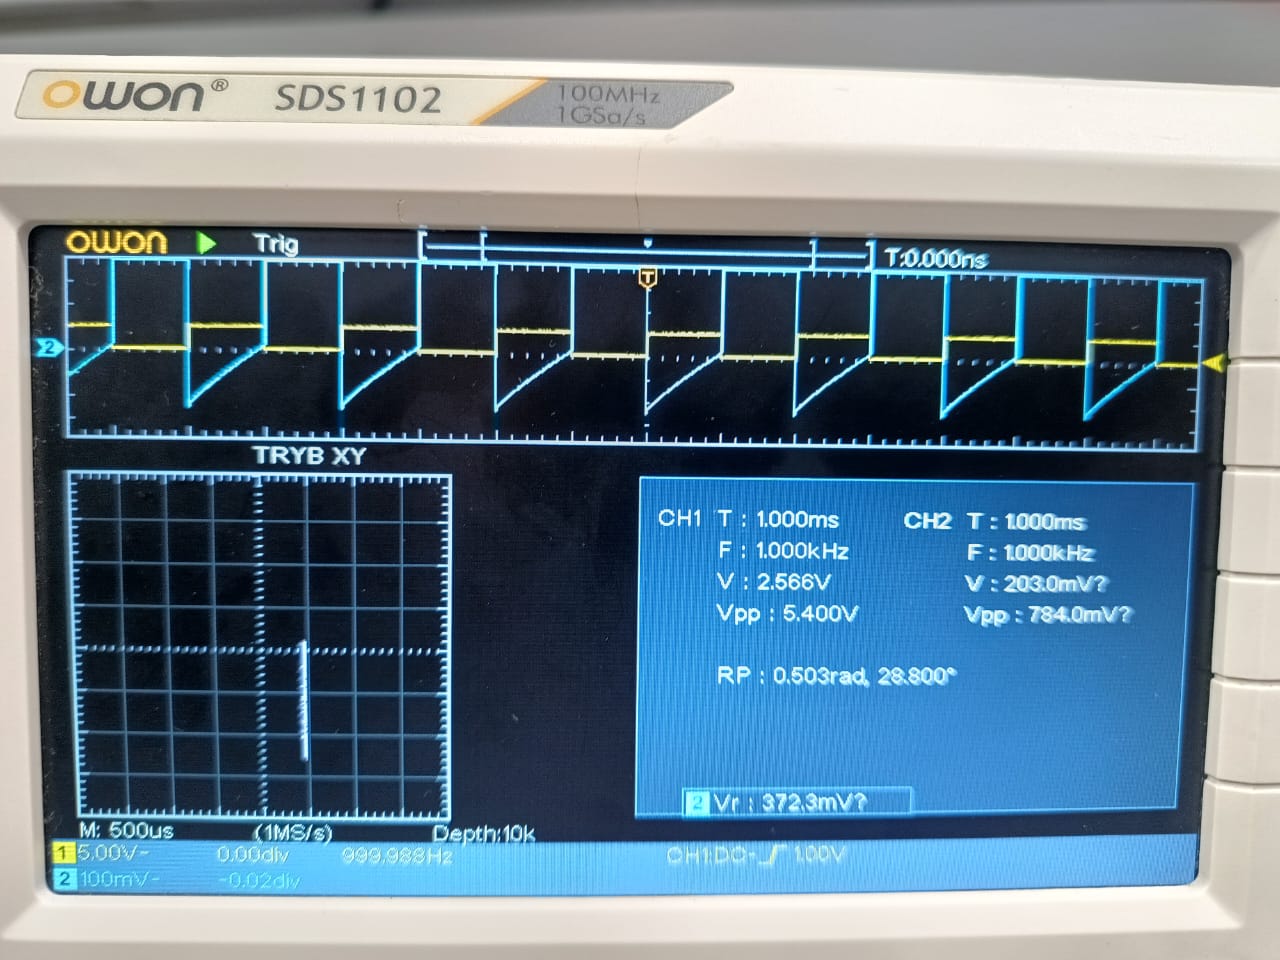 OWON® SDS1102 100MHz
1GSa/s
OWON Trig T:0.000ns
T
2
TRYB XY
CH1 T : 1.000ms CH2 T : 1.000ms
F : 1.000kHz F : 1.000kHz
V : 2.566V V : 203.0mV?
Vpp : 5.400V Vpp : 784.0mV?
RP : 0.503rad, 28.800°
2 Vr : 372.3mV?
M: 500us (1MS/s) Depth:10k
1 5.00V~ 0.00div 999.988Hz CH1:DC- 1.00V
2 100mV~ -0.02div